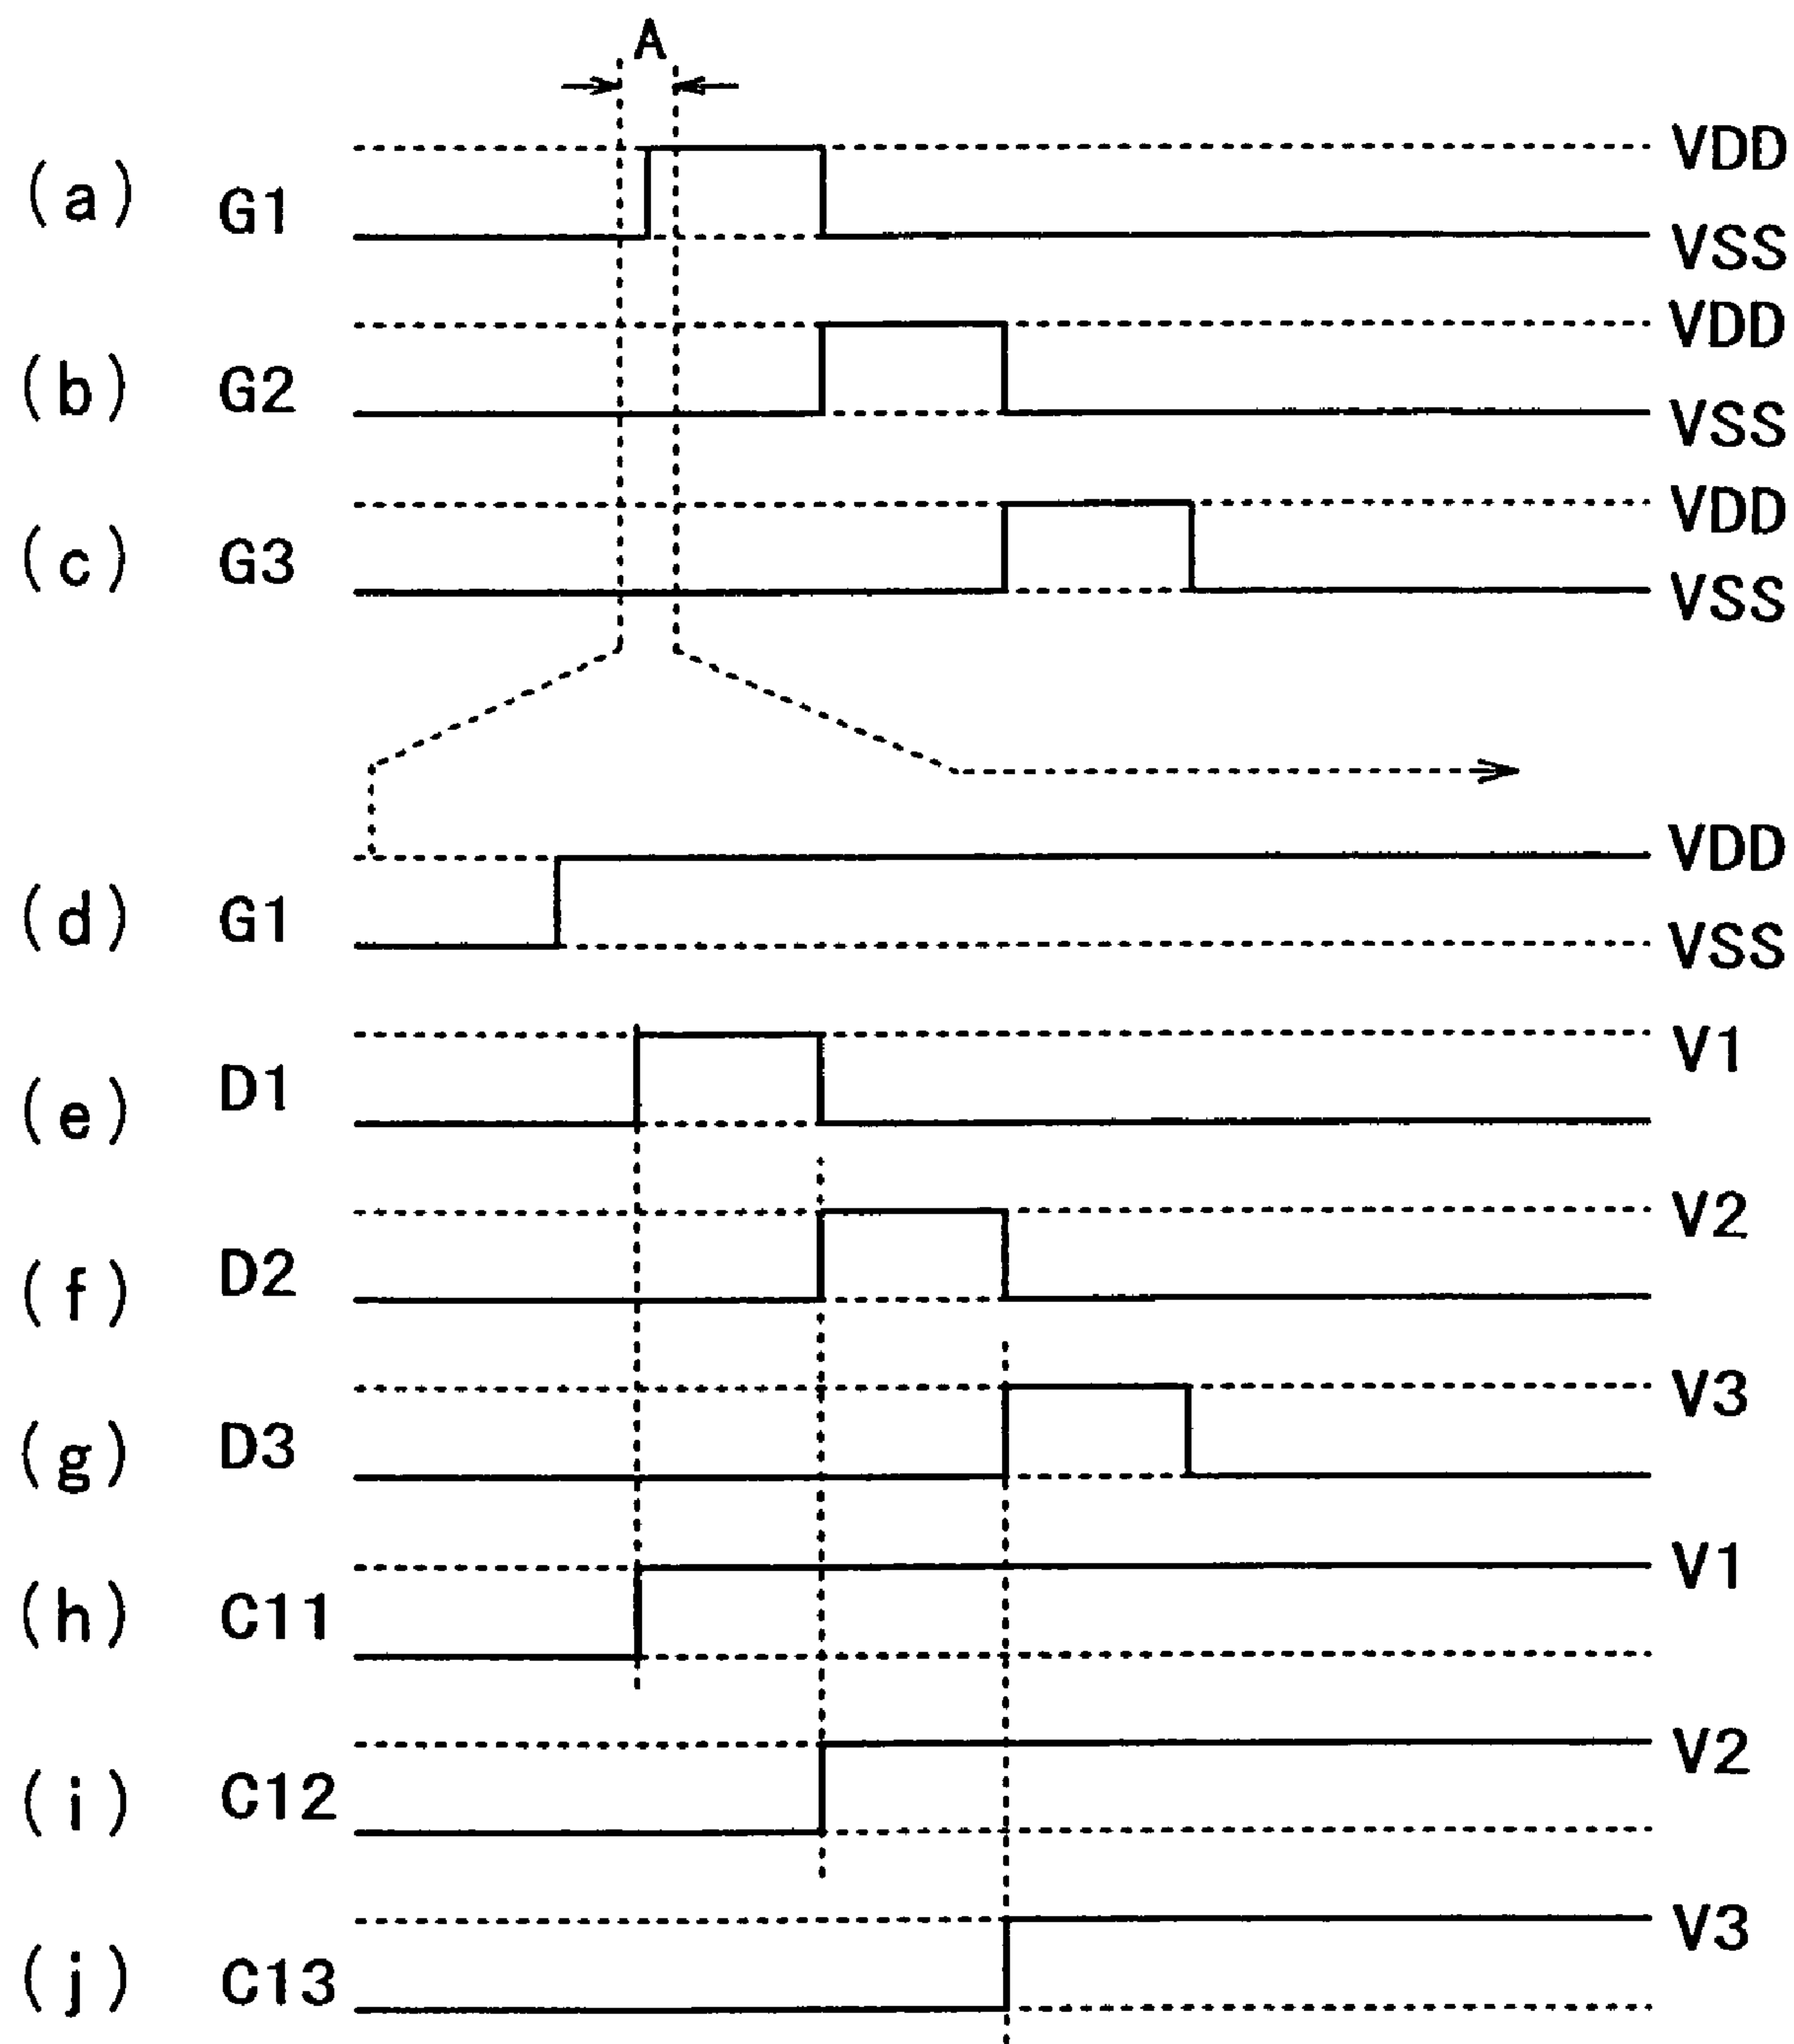 A
(a) G1 VDD VSS
(b) G2 VDD VSS
(c) G3 VDD VSS
(d) G1 VDD VSS
(e) D1 V1
(f) D2 V2
(g) D3 V3
(h) C11 V1
(i) C12 V2
(j) C13 V3